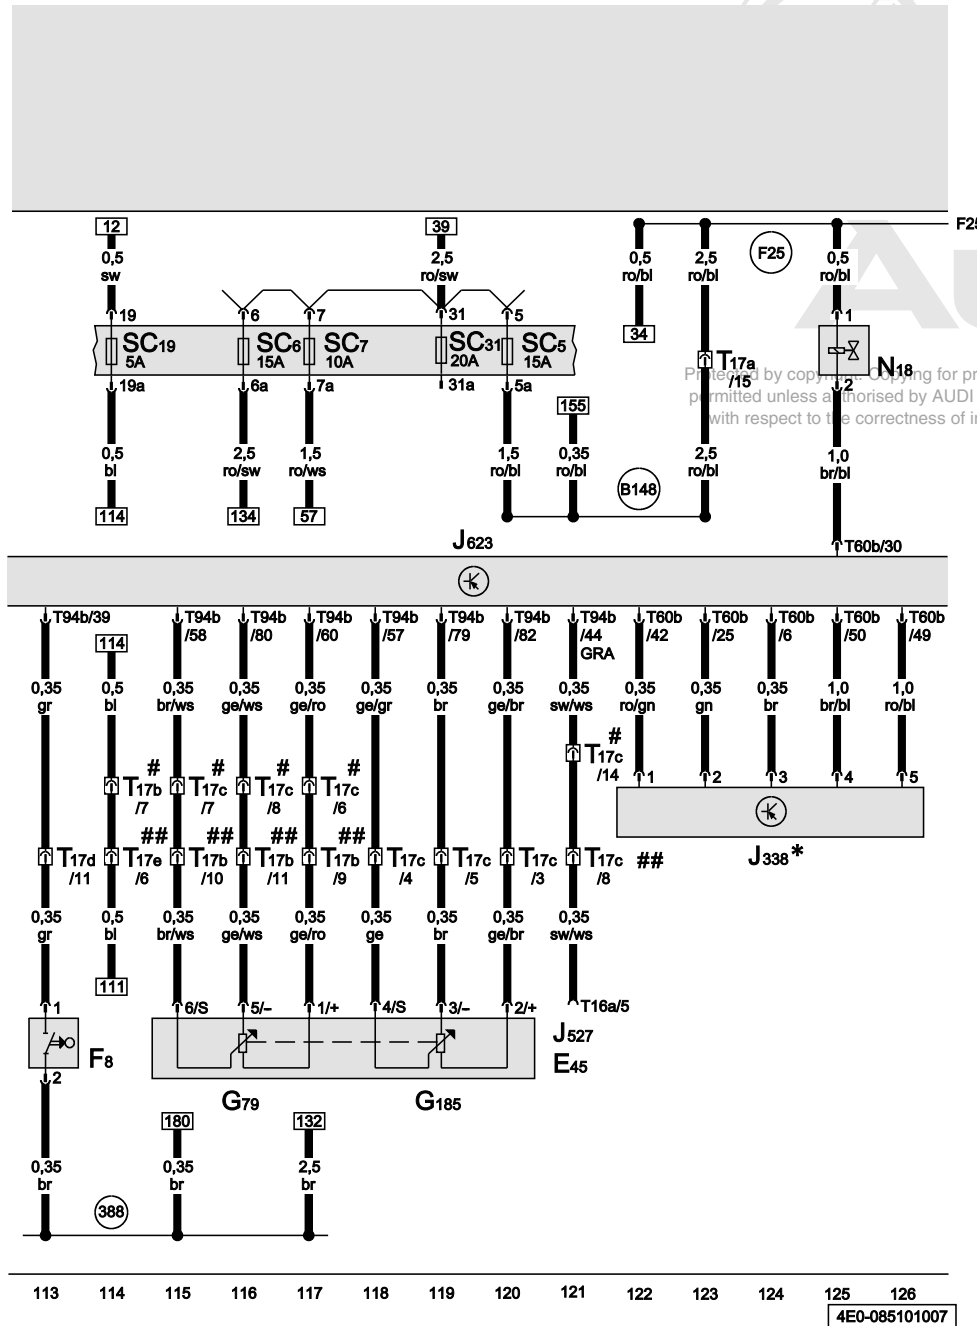 12
39
F25
0,5
sw
2,5
ro/sw
0,5
ro/bl
2,5
ro/bl
F25
0,5
ro/bl
Au
19
6
7
31
5
1
34
SC19
5A
SC6
15A
SC7
10A
SC31
20A
SC5
15A
T17a
/15
N18
Protected by copyright. Copying for pr
permitted unless authorised by AUDI
with respect to the correctness of in
19a
6a
7a
31a
5a
2
155
0,5
bl
2,5
ro/sw
1,5
ro/ws
1,5
ro/bl
0,35
ro/bl
2,5
ro/bl
1,0
br/bl
B148
114
134
57
J623
T60b/30
T94b/39
T94b
/58
T94b
/80
T94b
/60
T94b
/57
T94b
/79
T94b
/82
T94b
/44
GRA
T60b
/42
T60b
/25
T60b
/6
T60b
/50
T60b
/49
114
0,35
gr
0,5
bl
0,35
br/ws
0,35
ge/ws
0,35
ge/ro
0,35
ge/gr
0,35
br
0,35
ge/br
0,35
sw/ws
0,35
ro/gn
0,35
gn
0,35
br
1,0
br/bl
1,0
ro/bl
#
T17c
/14
# # # #
T17b
/7
T17c
/7
T17c
/8
T17c
/6
1
2
3
4
5
J338*
## ## ## ##
T17d
/11
T17e
/6
T17b
/10
T17b
/11
T17b
/9
T17c
/4
T17c
/5
T17c
/3
T17c
/8
##
0,35
gr
0,5
bl
0,35
br/ws
0,35
ge/ws
0,35
ge/ro
0,35
ge
0,35
br
0,35
ge/br
0,35
sw/ws
111
1
6/S
5/–
1/+
4/S
3/–
2/+
T16a/5
J527
E45
F8
2
G79
G185
180
132
0,35
br
0,35
br
2,5
br
388
113 114 115 116 117 118 119 120 121 122 123 124 125 126
4E0-085101007